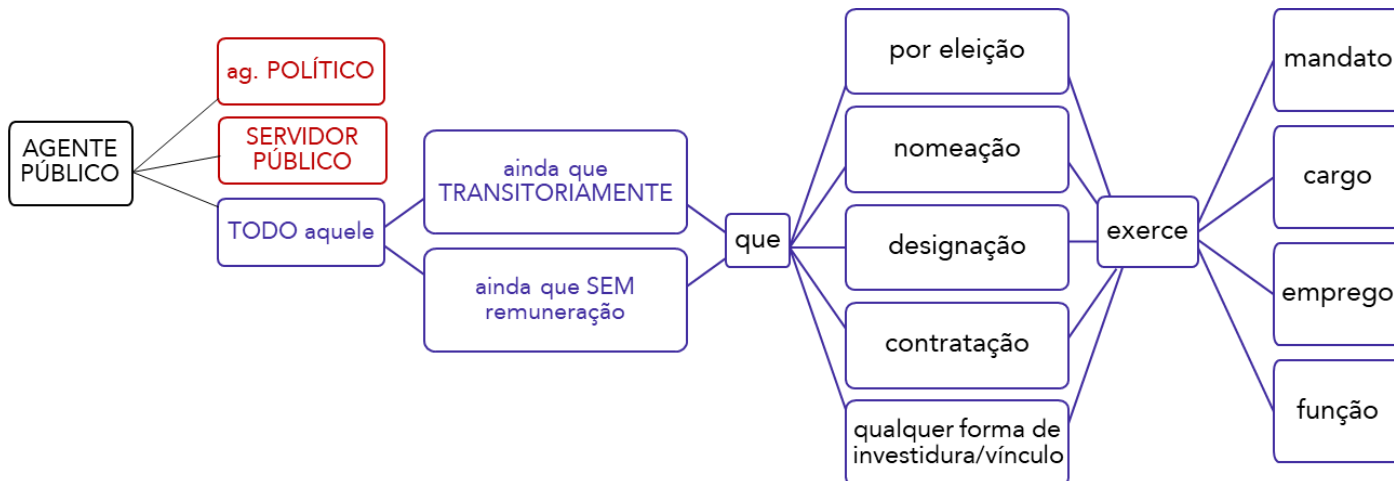 AGENTE
PÚBLICO
ag. POLÍTICO
SERVIDOR
PÚBLICO
TODO aquele
ainda que
TRANSITORIAMENTE
ainda que SEM
remuneração
que
por eleição
nomeação
designação
contratação
qualquer forma de
investidura/vínculo
exerce
mandato
cargo
emprego
função